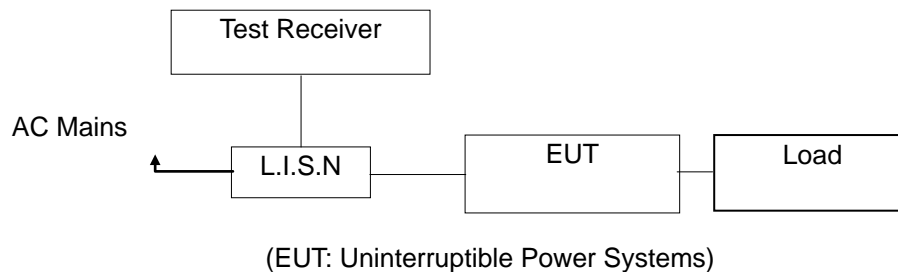 Test Receiver
AC Mains
L.I.S.N
EUT
Load
(EUT: Uninterruptible Power Systems)